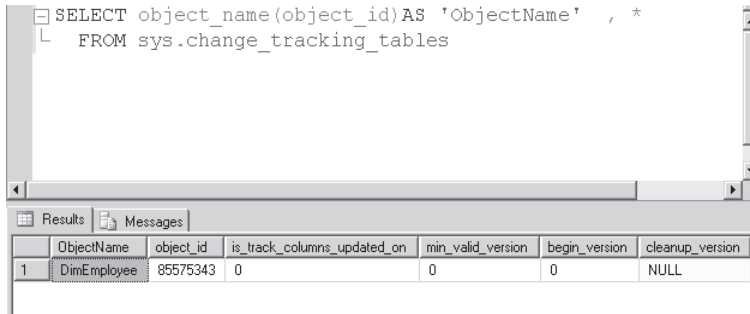 SELECT object_name(object_id)AS 'ObjectName' , *
FROM sys.change_tracking_tables
Results Messages
ObjectName object_id is_track_columns_updated_on min_valid_version begin_version cleanup_version
1 DimEmployee 85575343 0 0 0 NULL